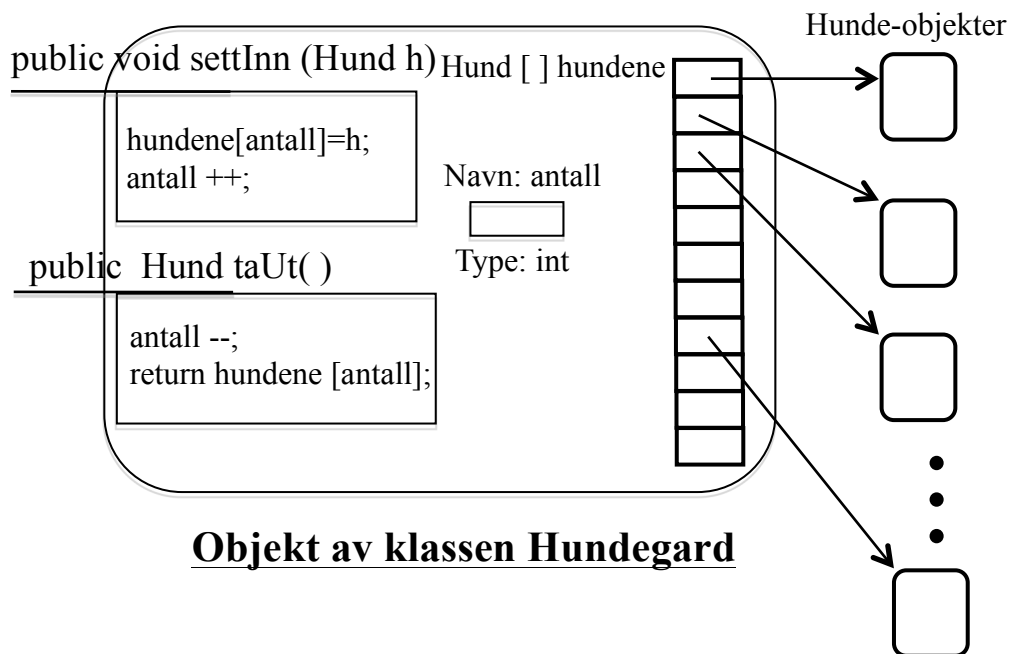 Hunde-objekter
public void settInn (Hund h)
Hund [ ] hundene
hundene[antall]=h;
antall ++;
Navn: antall
Type: int
public  Hund taUt( )
antall --;
return hundene [antall];
Objekt av klassen Hundegard